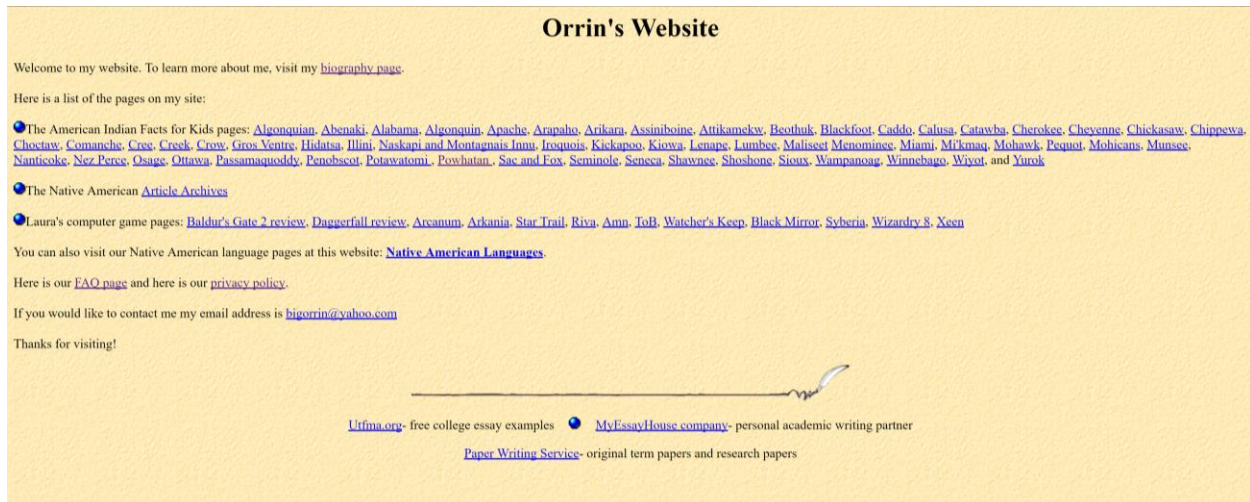 Orrin's Website
Welcome to my website. To learn more about me, visit my biography page.
Here is a list of the pages on my site:
The American Indian Facts for Kids pages: Algonquian, Abenaki, Alabama, Algonquin, Apache, Arapaho, Arikara, Assiniboine, Attikamekw, Beothuk, Blackfoot, Caddo, Calusa, Catawba, Cherokee, Cheyenne, Chickasaw, Chippewa,
Choctaw, Comanche, Cree, Creek, Crow, Gros Ventre, Hidatsa, Illini, Naskapi and Montagnais Innu, Iroquois, Kickapoo, Kiowa, Lenape, Lumbee, Maliseet Menominee, Miami, Mi'kmaq, Mohawk, Pequot, Mohicans, Munsee,
Nanticoke, Nez Perce, Osage, Ottawa, Passamaquoddy, Penobscot, Potawatomi , Powhatan , Sac and Fox, Seminole, Seneca, Shawnee, Shoshone, Sioux, Wampanoag, Winnebago, Wiyot, and Yurok
The Native American Article Archives
Laura's computer game pages: Baldur's Gate 2 review, Daggerfall review, Arcanum, Arkania, Star Trail, Riva, Amn, ToB, Watcher's Keep, Black Mirror, Syberia, Wizardry 8, Xeen
You can also visit our Native American language pages at this website: Native American Languages.
Here is our FAQ page and here is our privacy policy.
If you would like to contact me my email address is bigorrin@yahoo.com
Thanks for visiting!
Utfma.org- free college essay examples MyEssayHouse company- personal academic writing partner
Paper Writing Service- original term papers and research papers